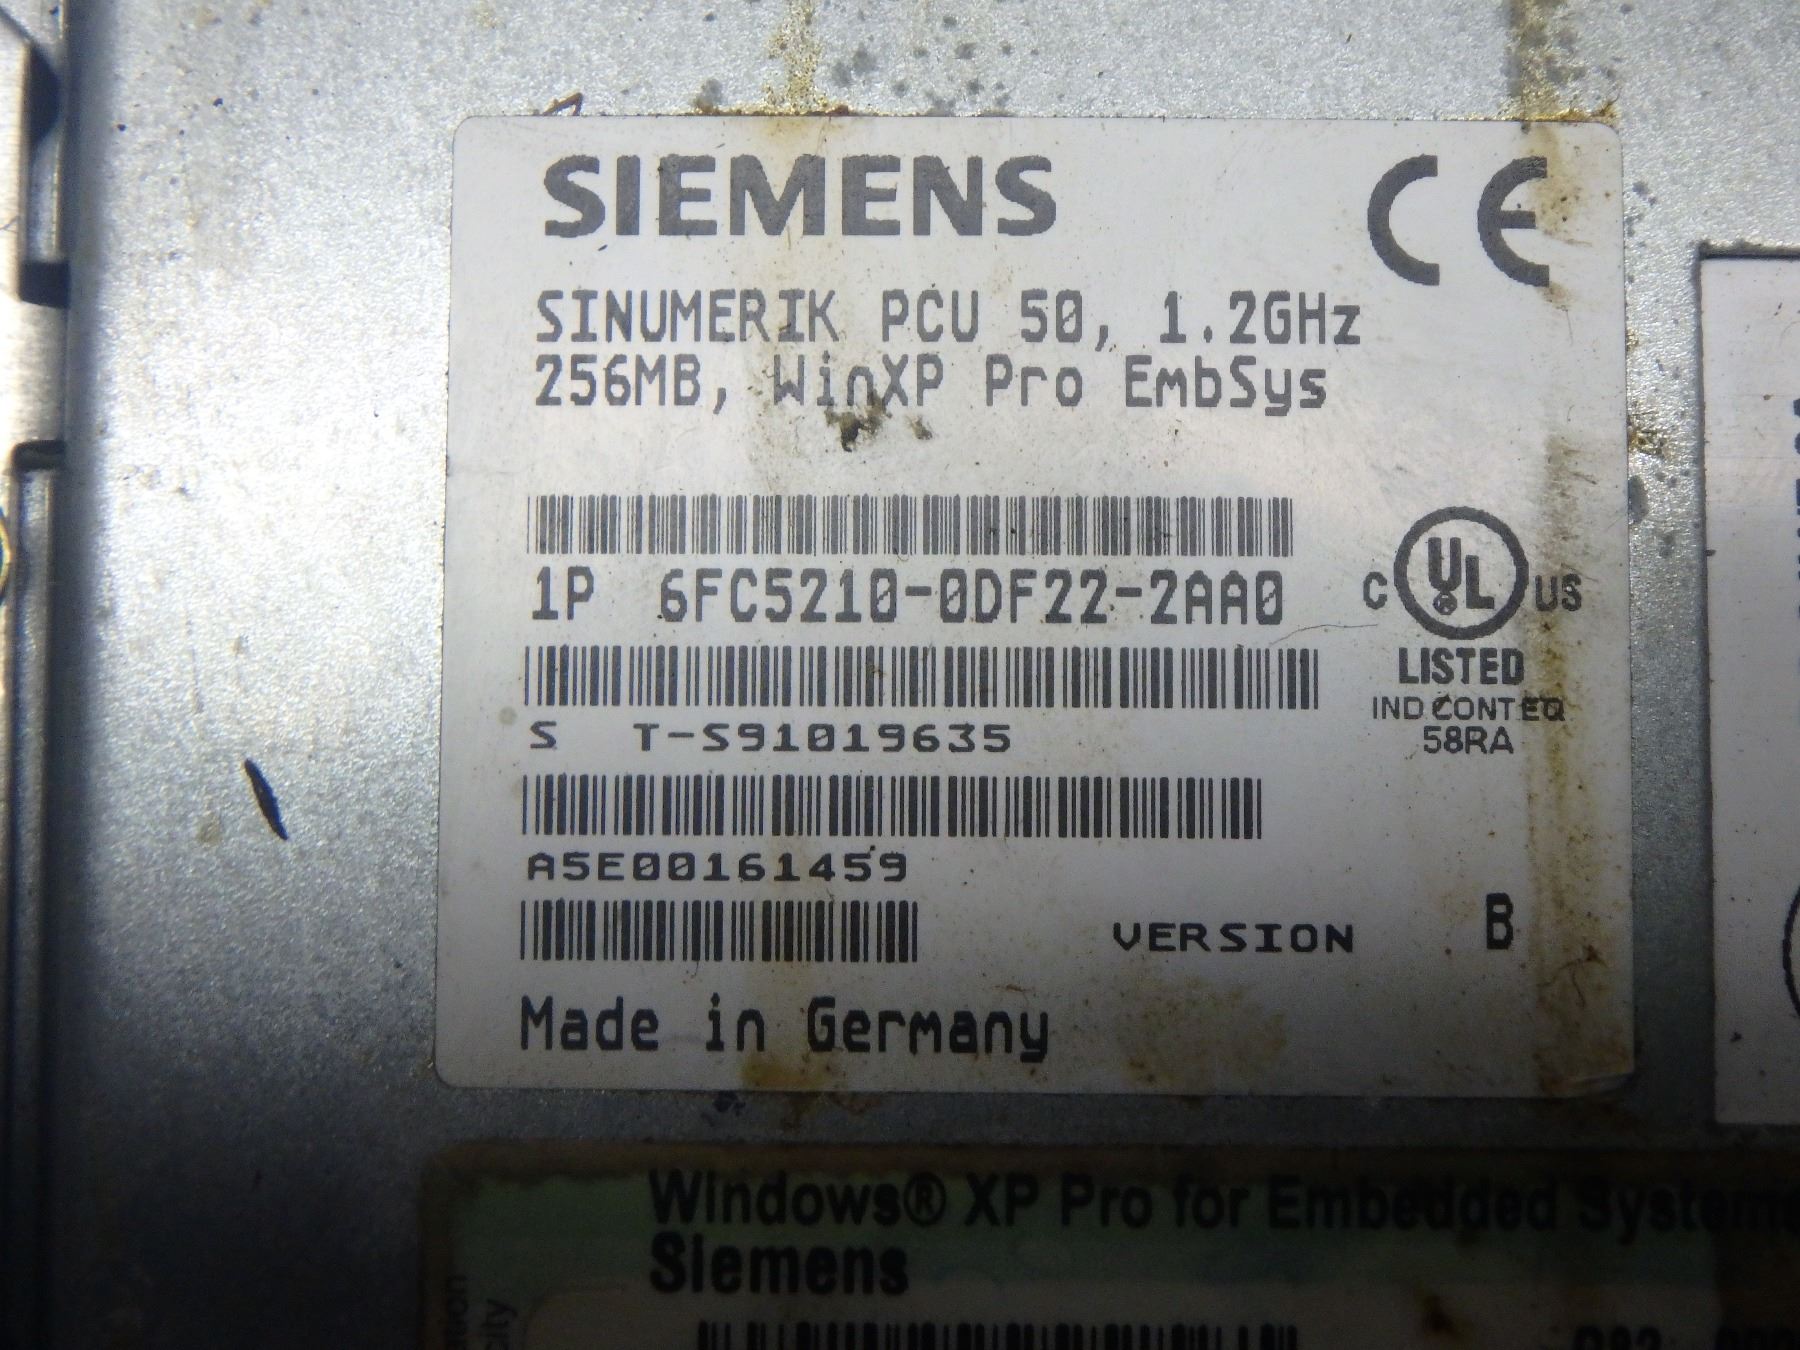 SIEMENS
CE
SINUMERIK PCU 50, 1.2GHz
256MB, WinXP Pro EmbSys
1P 6FC5210-0DF22-2AA0
C UL US
LISTED
IND CONT EQ
58RA
S T-S91019635
A5E00161459
VERSION B
Made in Germany
Windows® XP Pro for Embedded Systems
Siemens